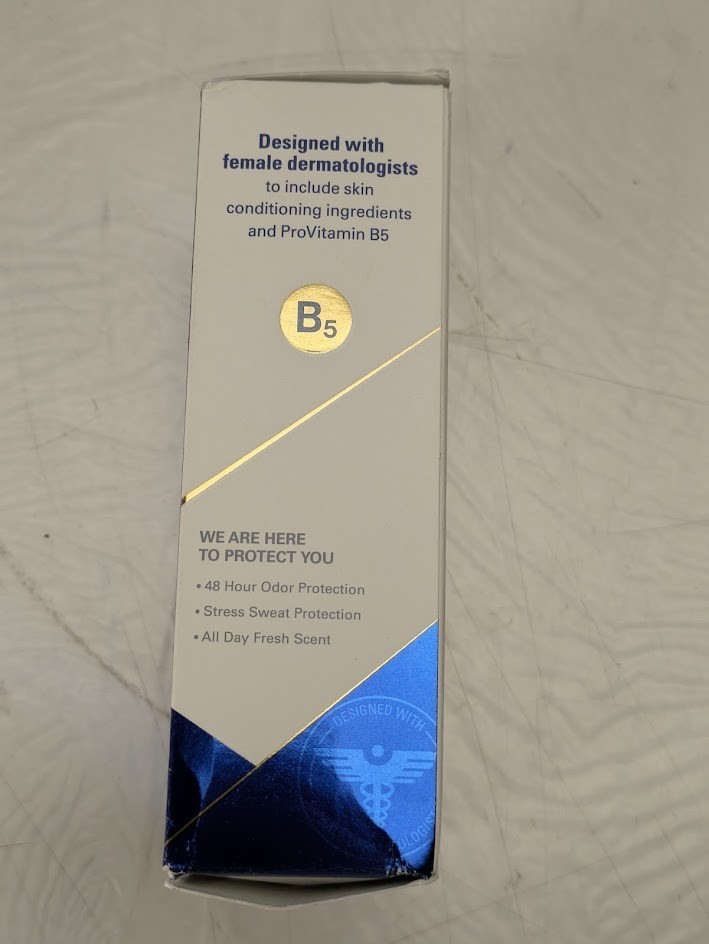 Designed with
female dermatologists
to include skin
conditioning ingredients
and ProVitamin B5
B5
WE ARE HERE
TO PROTECT YOU
• 48 Hour Odor Protection
• Stress Sweat Protection
• All Day Fresh Scent
DESIGNED WITH